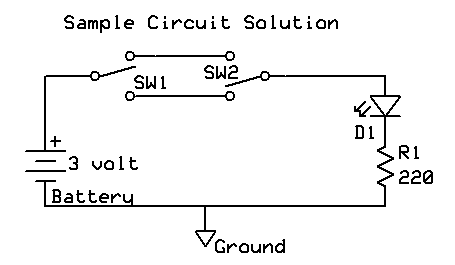 Sample Circuit Solution
SW1
SW2
D1
+
3 volt
Battery
R1
220
Ground